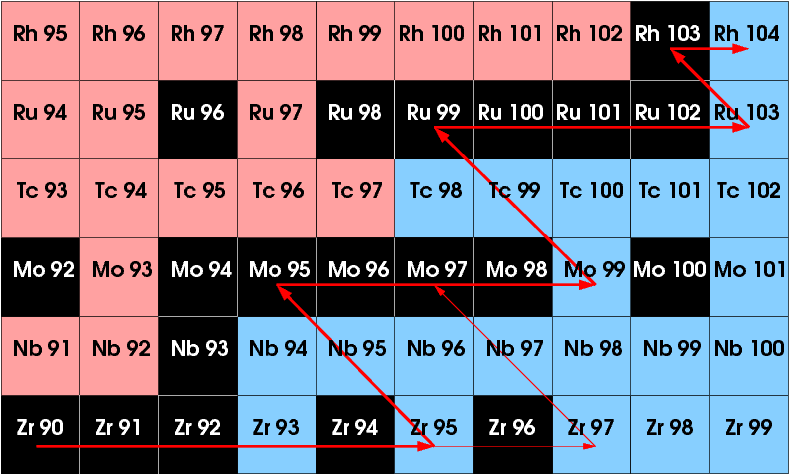 Rh 95 Rh 96 Rh 97 Rh 98 Rh 99 Rh 100 Rh 101 Rh 102 Rh 103 Rh 104
Ru 94 Ru 95 Ru 96 Ru 97 Ru 98 Ru 99 Ru 100 Ru 101 Ru 102 Ru 103
Tc 93 Tc 94 Tc 95 Tc 96 Tc 97 Tc 98 Tc 99 Tc 100 Tc 101 Tc 102
Mo 92 Mo 93 Mo 94 Mo 95 Mo 96 Mo 97 Mo 98 Mo 99 Mo 100 Mo 101
Nb 91 Nb 92 Nb 93 Nb 94 Nb 95 Nb 96 Nb 97 Nb 98 Nb 99 Nb 100
Zr 90 Zr 91 Zr 92 Zr 93 Zr 94 Zr 95 Zr 96 Zr 97 Zr 98 Zr 99